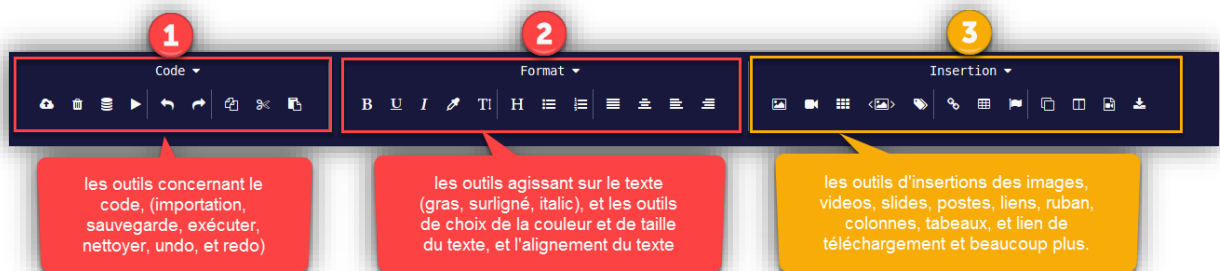 1
2
3
Code
Format
Insertion
B U I T H
les outils concernant le
code, (importation,
sauvegarde, exécuter,
nettoyer, undo, et redo)
les outils agissant sur le texte
(gras, surligné, italic), et les outils
de choix de la couleur et de taille
du texte, et l'alignement du texte
les outils d'insertions des images,
videos, slides, postes, liens, ruban,
colonnes, tabeaux, et lien de
téléchargement et beaucoup plus.